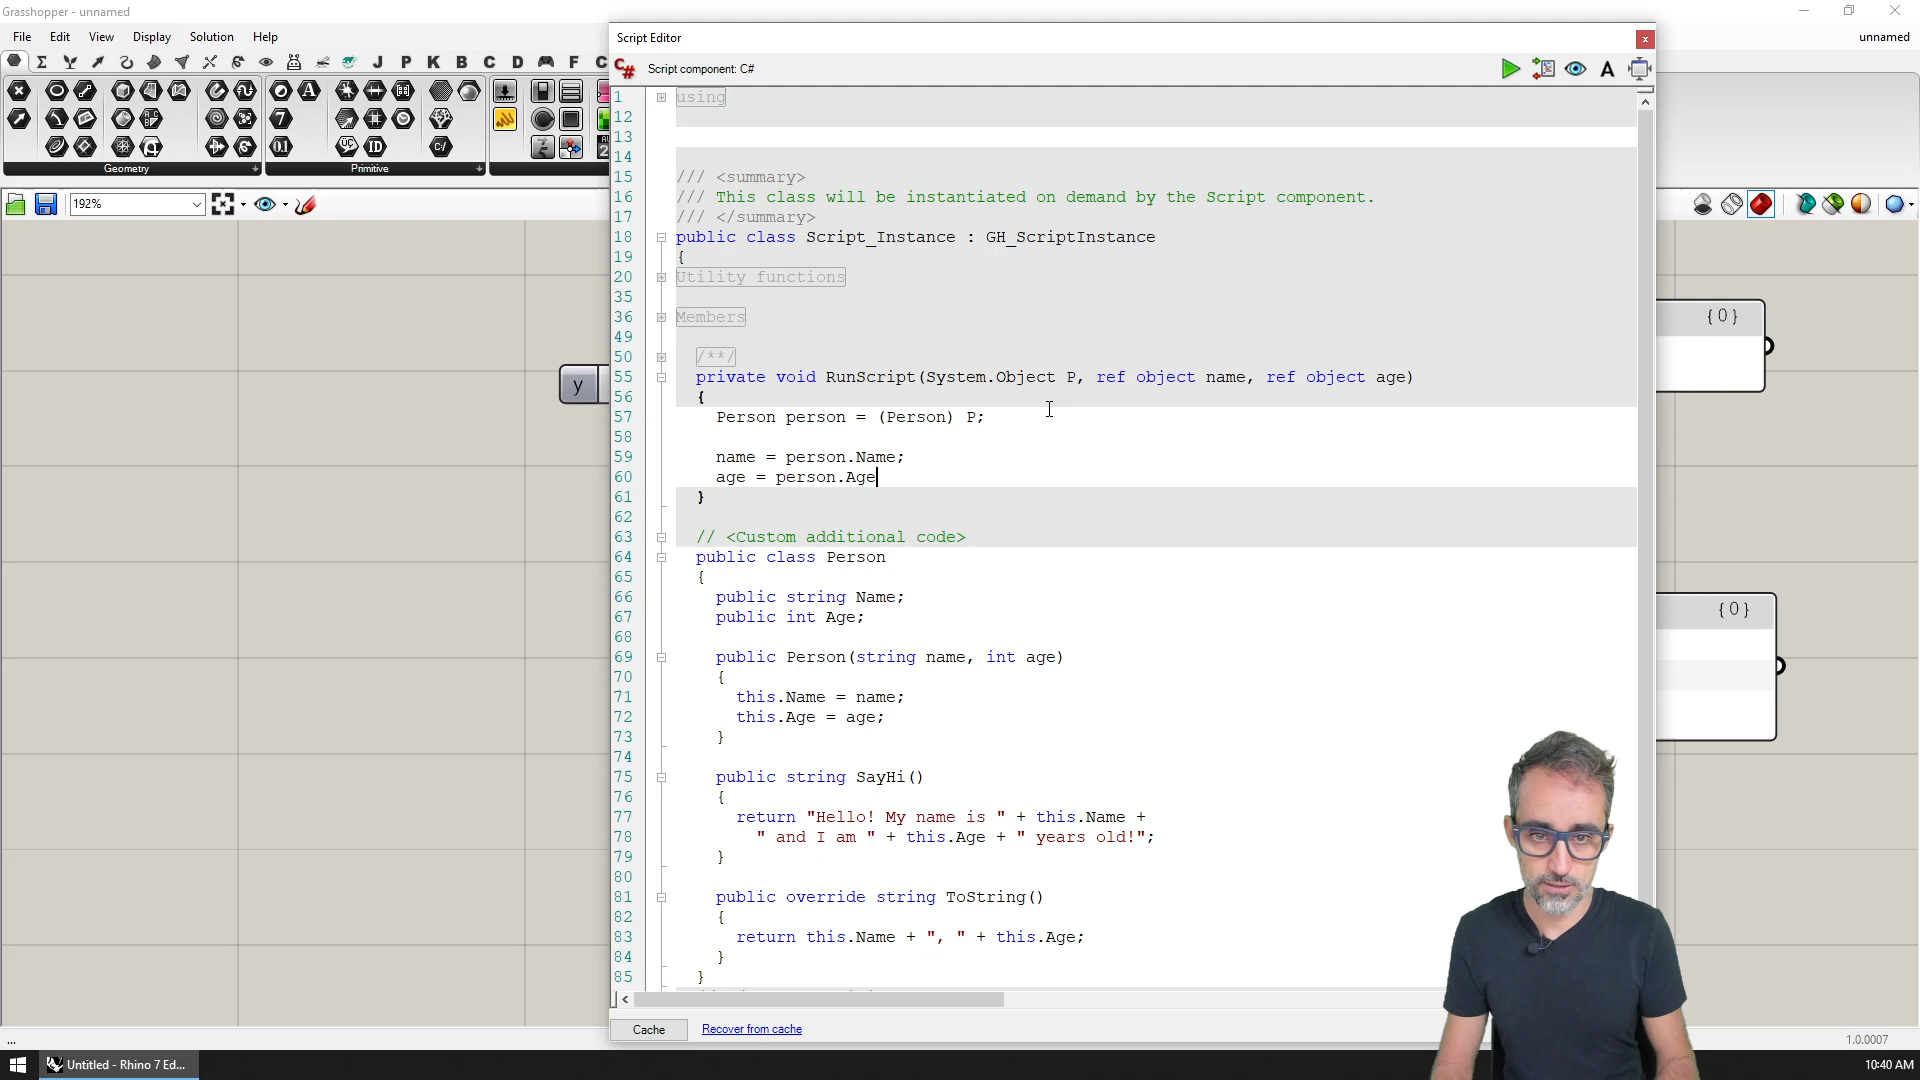 Grasshopper - unnamed
File Edit View Display Solution Help
unnamed
J P K B C D F C
Geometry
Primitive
192%
y
{0}
{0}
Script Editor
x
C# Script component: C#
A
1 using
12
13
14
15 /// <summary>
16 /// This class will be instantiated on demand by the Script component.
17 /// </summary>
18 public class Script_Instance : GH_ScriptInstance
19 {
20 Utility functions
35
36 Members
49
50 /**/
55 private void RunScript(System.Object P, ref object name, ref object age)
56 {
57 Person person = (Person) P;
58
59 name = person.Name;
60 age = person.Age
61 }
62
63 // <Custom additional code>
64 public class Person
65 {
66 public string Name;
67 public int Age;
68
69 public Person(string name, int age)
70 {
71 this.Name = name;
72 this.Age = age;
73 }
74
75 public string SayHi()
76 {
77 return "Hello! My name is " + this.Name +
78 " and I am " + this.Age + " years old!";
79 }
80
81 public override string ToString()
82 {
83 return this.Name + ", " + this.Age;
84 }
85 }
Cache Recover from cache
...
1.0.0007
Untitled - Rhino 7 Ed...
10:40 AM